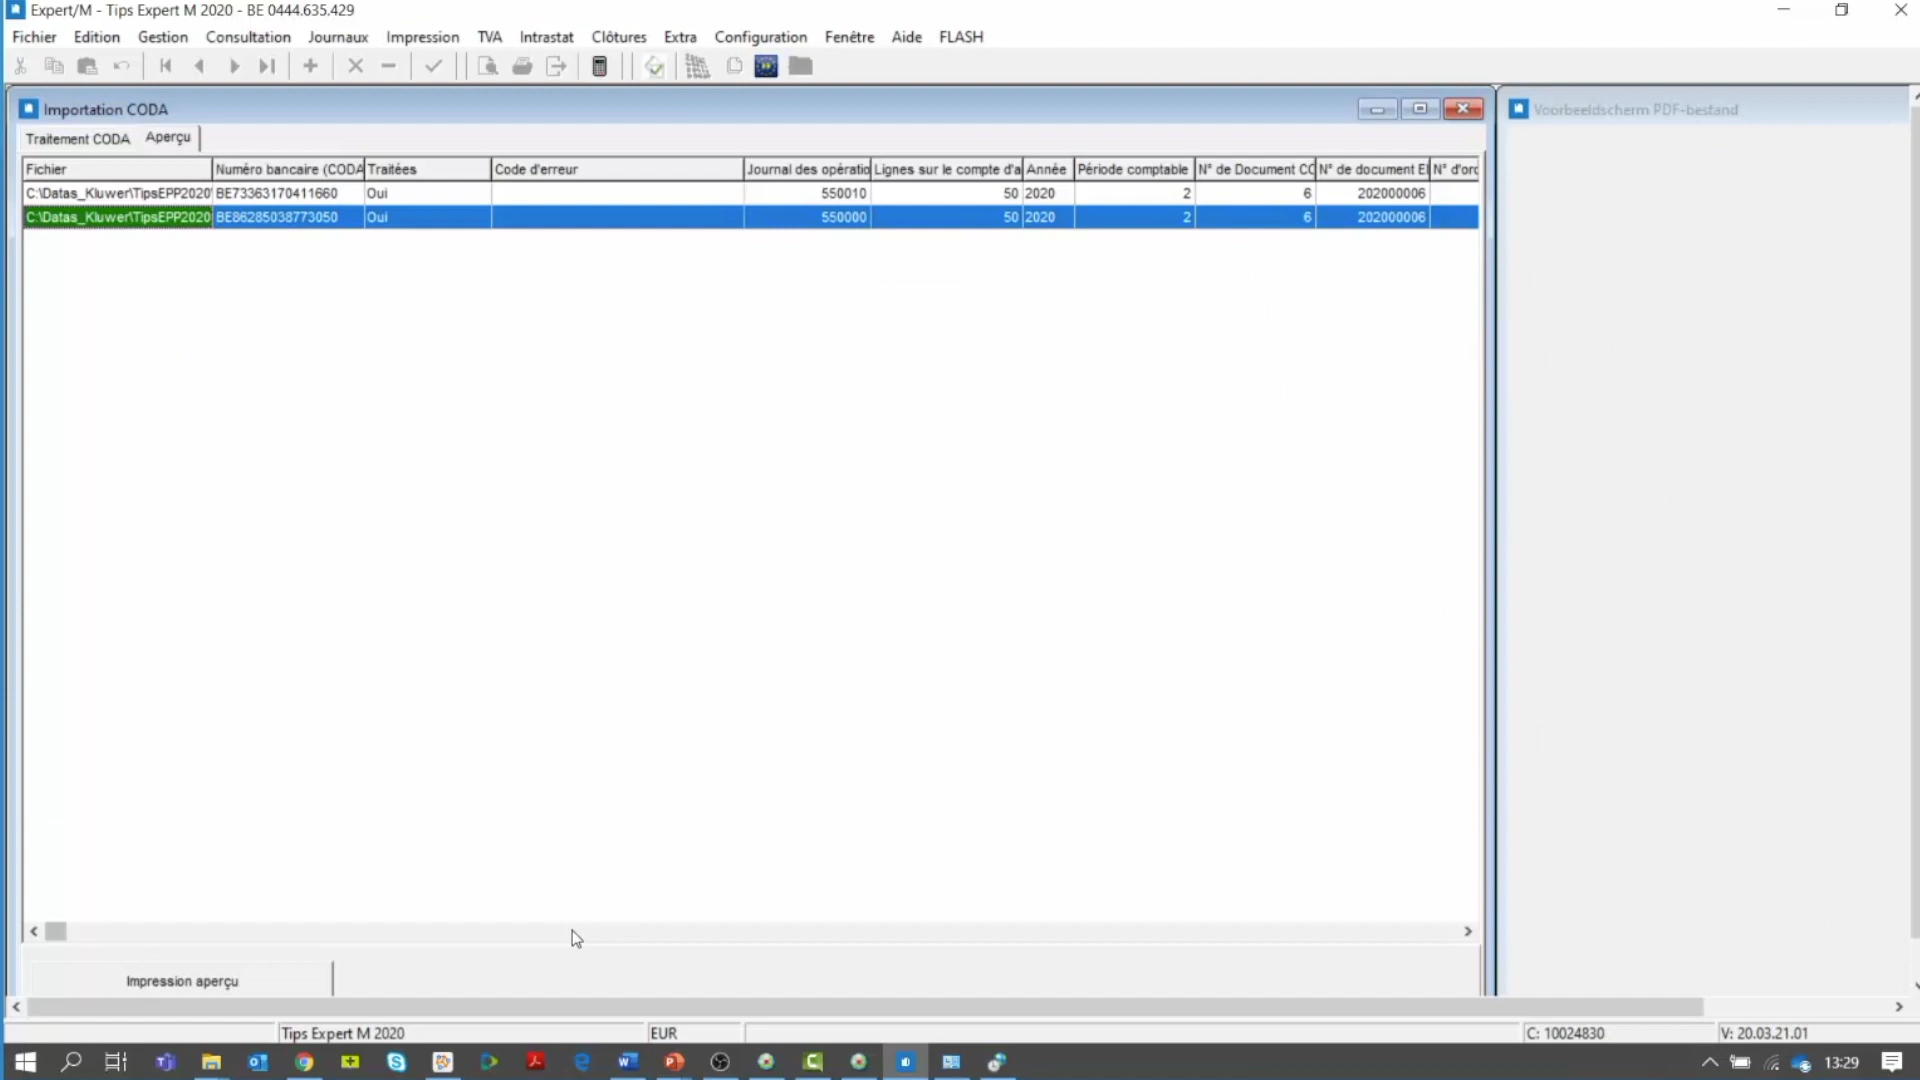 Expert/M - Tips Expert M 2020 - BE 0444.635.429
Fichier Edition Gestion Consultation Journaux Impression TVA Intrastat Clôtures Extra Configuration Fenêtre Aide FLASH
Importation CODA
Voorbeeldscherm PDF-bestand
Traitement CODA Aperçu
Fichier Numéro bancaire (CODA Traitées Code d'erreur Journal des opératio Lignes sur le compte d'a Année Période comptable N° de Document CO N° de document El N° d'orc
C:\Datas_Kluwer\TipsEPP2020\ BE73363170411660 Oui 550010 50 2020 2 6 202000006
C:\Datas_Kluwer\TipsEPP2020 BE86285038773050 Oui 550000 50 2020 2 6 202000006
Impression aperçu
Tips Expert M 2020 EUR C: 10024830 V: 20.03.21.01
13:29